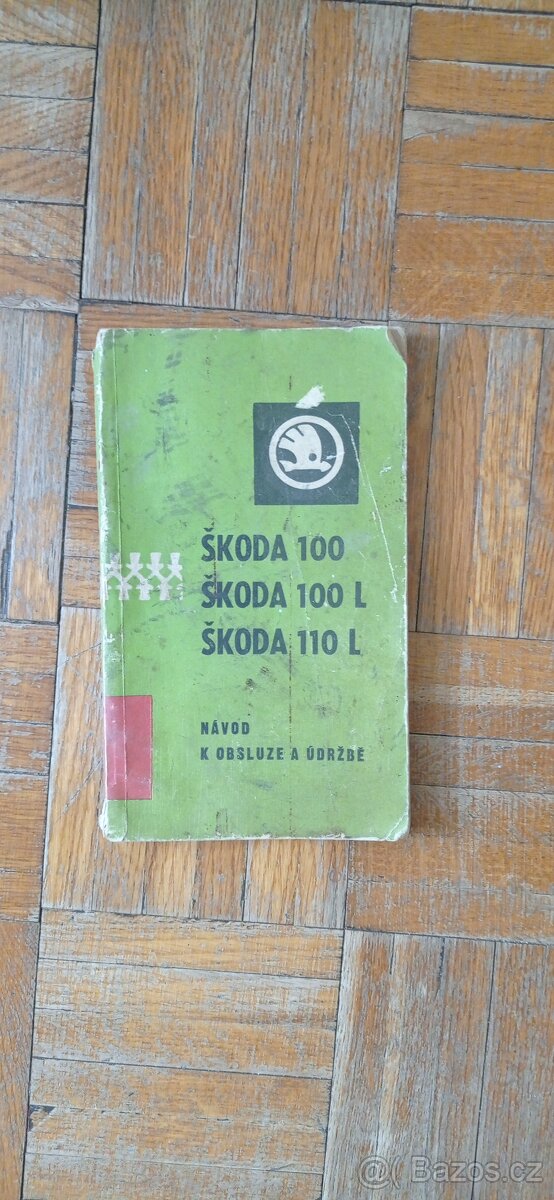 ŠKODA 100
ŠKODA 100 L
ŠKODA 110 L
NÁVOD
K OBSLUZE A ÚDRŽBĚ
@ Bazos.cz